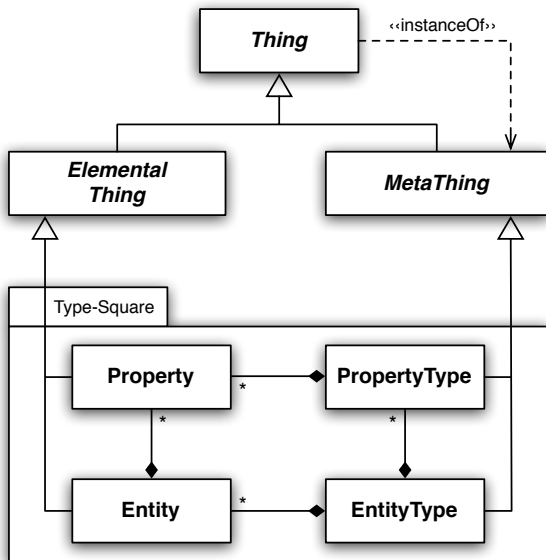 Thing
‹‹instanceOf››
Elemental
Thing
MetaThing
Type-Square
Property
*
PropertyType
*
*
Entity
*
EntityType